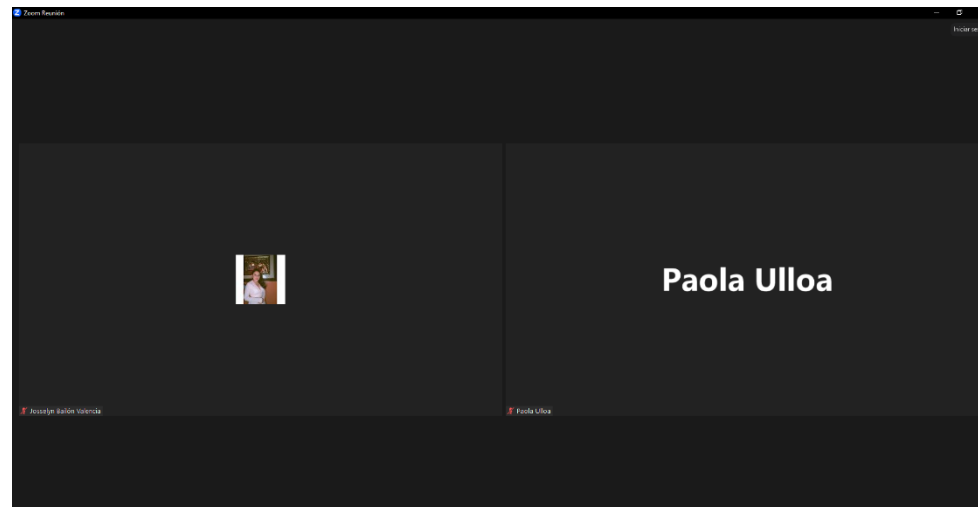 Zoom Reunión
Iniciar se
Paola Ulloa
Josselyn Bailón Valencia
Paola Ulloa